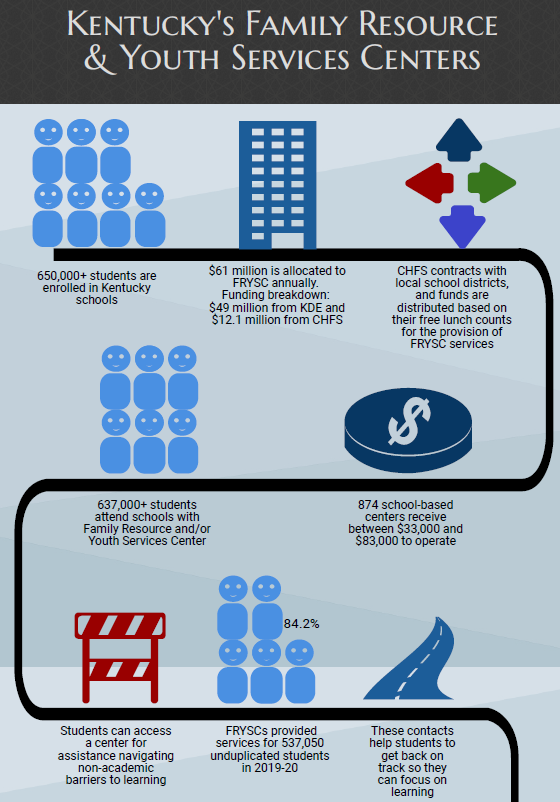 Kentucky's Family Resource
& Youth Services Centers
650,000+ students are
enrolled in Kentucky
schools
$61 million is allocated to
FRYSC annually.
Funding breakdown:
$49 million from KDE and
$12.1 million from CHFS
CHFS contracts with
local school districts,
and funds are
distributed based on
their free lunch counts
for the provision of
FRYSC services
637,000+ students
attend schools with
Family Resource and/or
Youth Services Center
$
874 school-based
centers receive
between $33,000 and
$83,000 to operate
84.2%
Students can access
a center for
assistance navigating
non-academic
barriers to learning
FRYSCs provided
services for 537,050
unduplicated students
in 2019-20
These contacts
help students to
get back on
track so they
can focus on
learning